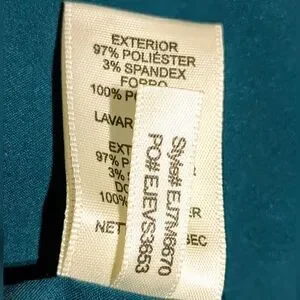 EXTERIOR
97% POLIÉSTER
3% SPANDEX
FORRO
100% P
LAVAR
EXT
97% P
3%
DO
100% ER
NET SEC
Style# EJ7M6670
PO# EJEVS3653